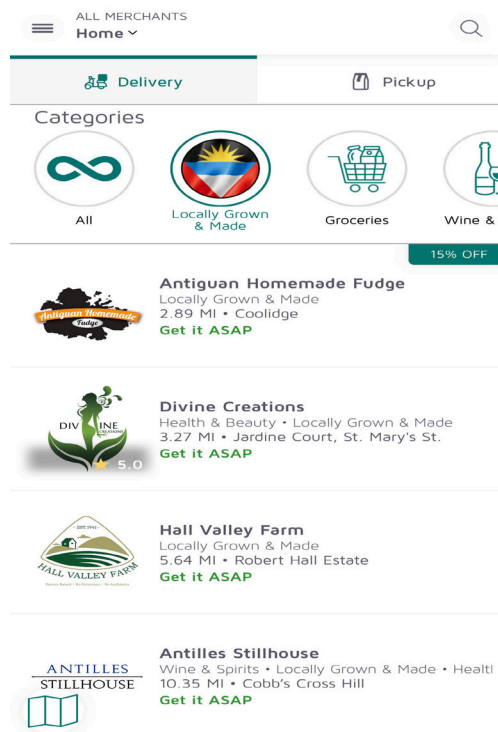 ALL MERCHANTS
Home
Delivery
Pickup
Categories
All
Locally Grown
& Made
Groceries
Wine &
15% OFF
Antiguan Homemade
Fudge
Antiguan Homemade Fudge
Locally Grown & Made
2.89 MI • Coolidge
Get it ASAP
DIVINE
CREATIONS
5.0
Divine Creations
Health & Beauty • Locally Grown & Made
3.27 MI • Jardine Court, St. Mary's St.
Get it ASAP
EST 1941
HALL VALLEY FARM
Hall Valley Farm
Locally Grown & Made
5.64 MI • Robert Hall Estate
Get it ASAP
ANTILLES
STILLHOUSE
Antilles Stillhouse
Wine & Spirits • Locally Grown & Made • Healt
10.35 MI • Cobb's Cross Hill
Get it ASAP